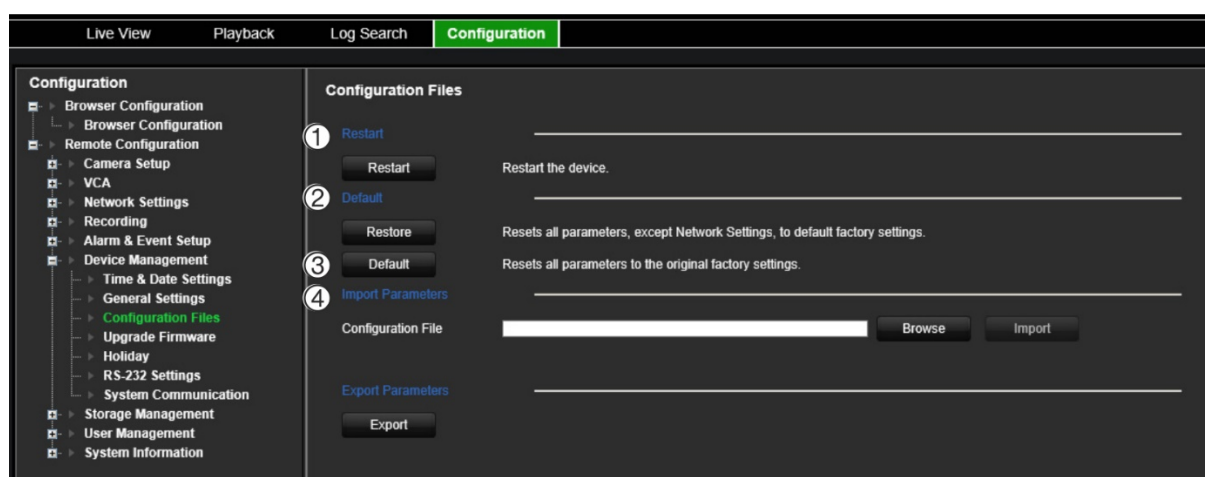 Live View Playback Log Search Configuration
Configuration
Browser Configuration
Browser Configuration
Remote Configuration
Camera Setup
VCA
Network Settings
Recording
Alarm & Event Setup
Device Management
Time & Date Settings
General Settings
Configuration Files
Upgrade Firmware
Holiday
RS-232 Settings
System Communication
Storage Management
User Management
System Information
Configuration Files
1 Restart
Restart Restart the device.
2 Default
Restore Resets all parameters, except Network Settings, to default factory settings.
3 Default Resets all parameters to the original factory settings.
4 Import Parameters
Configuration File Browse Import
Export Parameters
Export